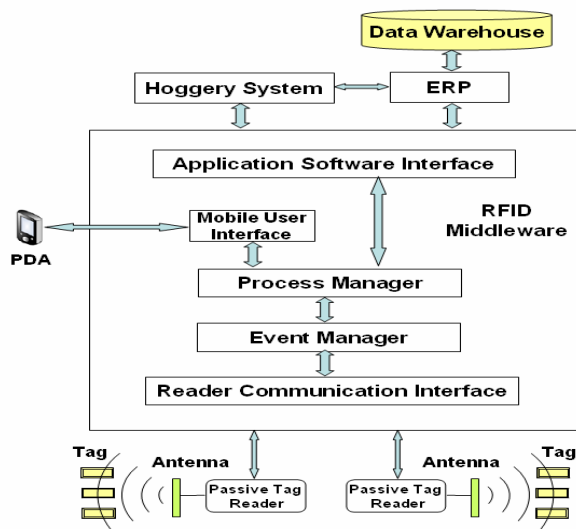 Data Warehouse
Hoggery System
ERP
Application Software Interface
RFID
Middleware
Mobile User
Interface
PDA
Process Manager
Event Manager
Reader Communication Interface
Tag
Antenna
Passive Tag
Reader
Passive Tag
Reader
Antenna
Tag